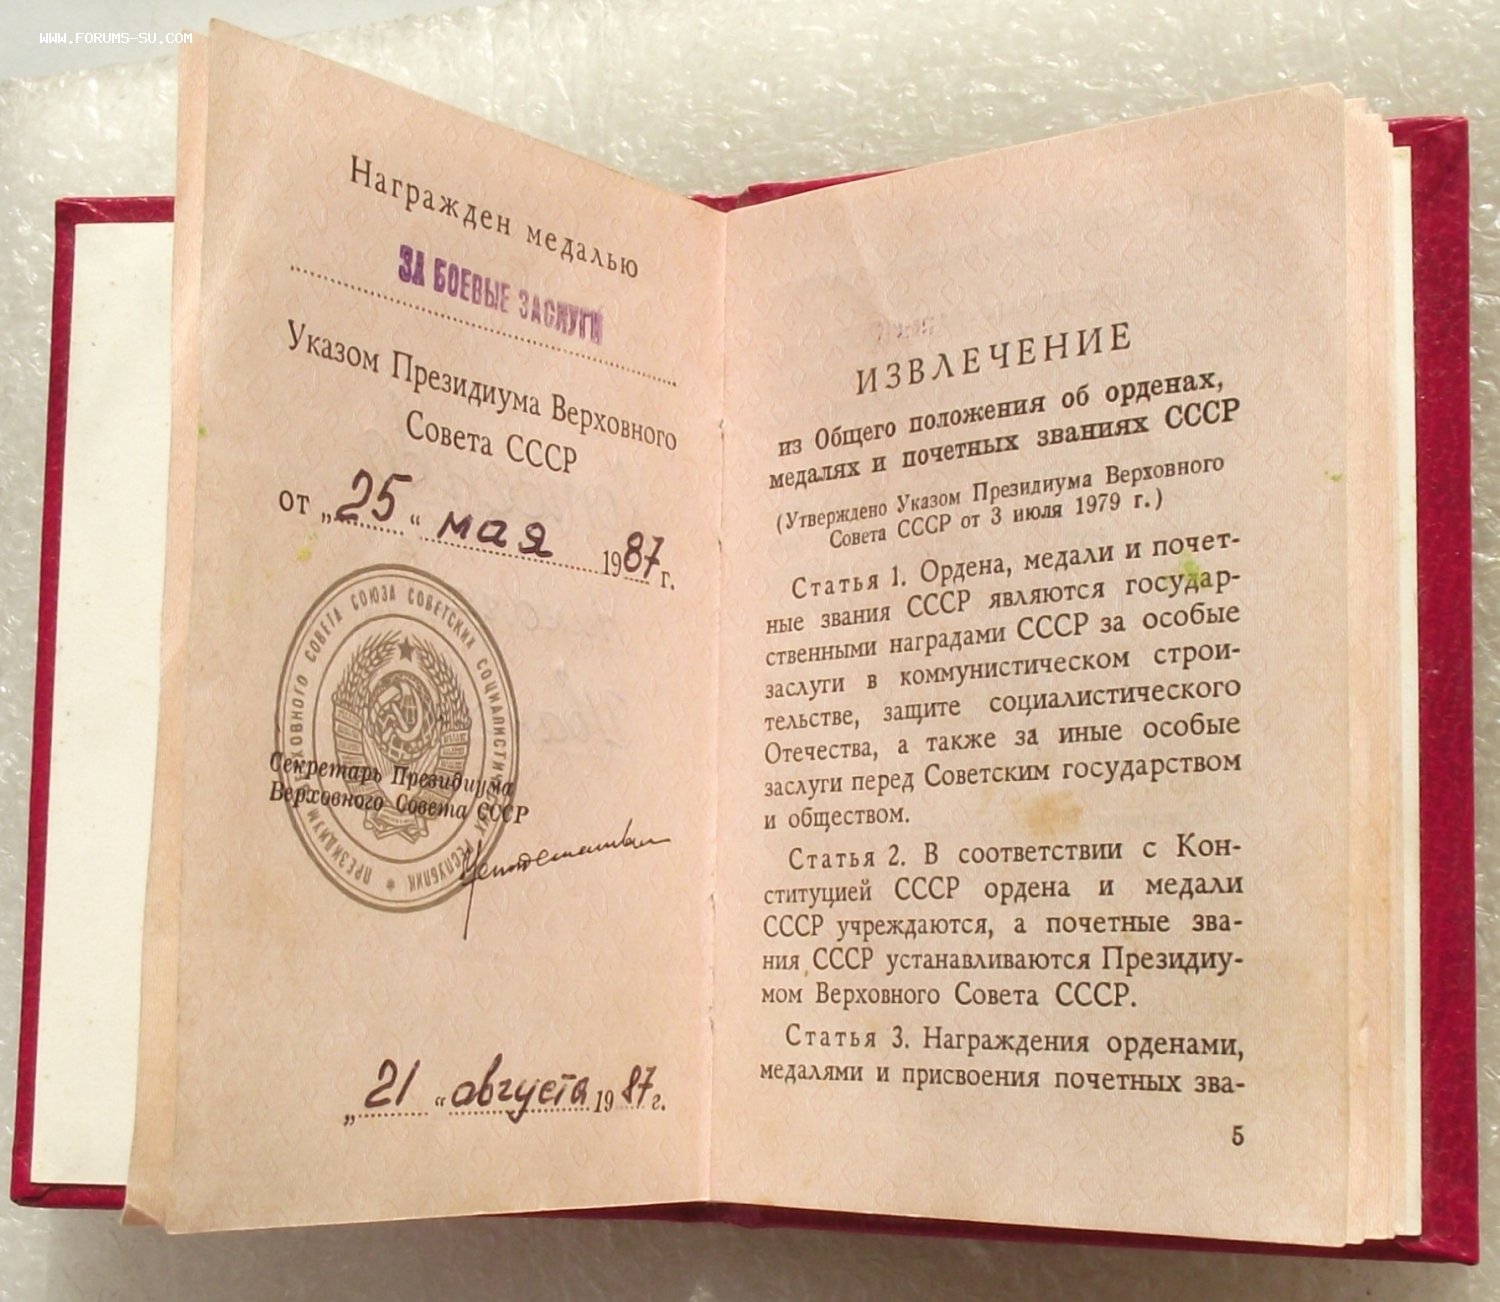 WWW.FORUMS-SU.COM
Награжден медалью
ЗА БОЕВЫЕ ЗАСЛУГИ
Указом Президиума Верховного
Совета СССР
от „25“ мая 1987 г.
ПРЕЗИДИУМ ВЕРХОВНОГО СОВЕТА СОЮЗА СОВЕТСКИХ СОЦИАЛИСТИЧЕСКИХ РЕСПУБЛИК
Секретарь Президиума
Верховного Совета СССР
„21“ августа 1987 г.
ИЗВЛЕЧЕНИЕ
из Общего положения об орденах,
медалях и почетных званиях СССР
(Утверждено Указом Президиума Верховного
Совета СССР от 3 июля 1979 г.)
Статья 1. Ордена, медали и почет-
ные звания СССР являются государ-
ственными наградами СССР за особые
заслуги в коммунистическом строи-
тельстве, защите социалистического
Отечества, а также за иные особые
заслуги перед Советским государством
и обществом.
Статья 2. В соответствии с Кон-
ституцией СССР ордена и медали
СССР учреждаются, а почетные зва-
ния СССР устанавливаются Президиу-
мом Верховного Совета СССР.
Статья 3. Награждения орденами,
медалями и присвоения почетных зва-
5